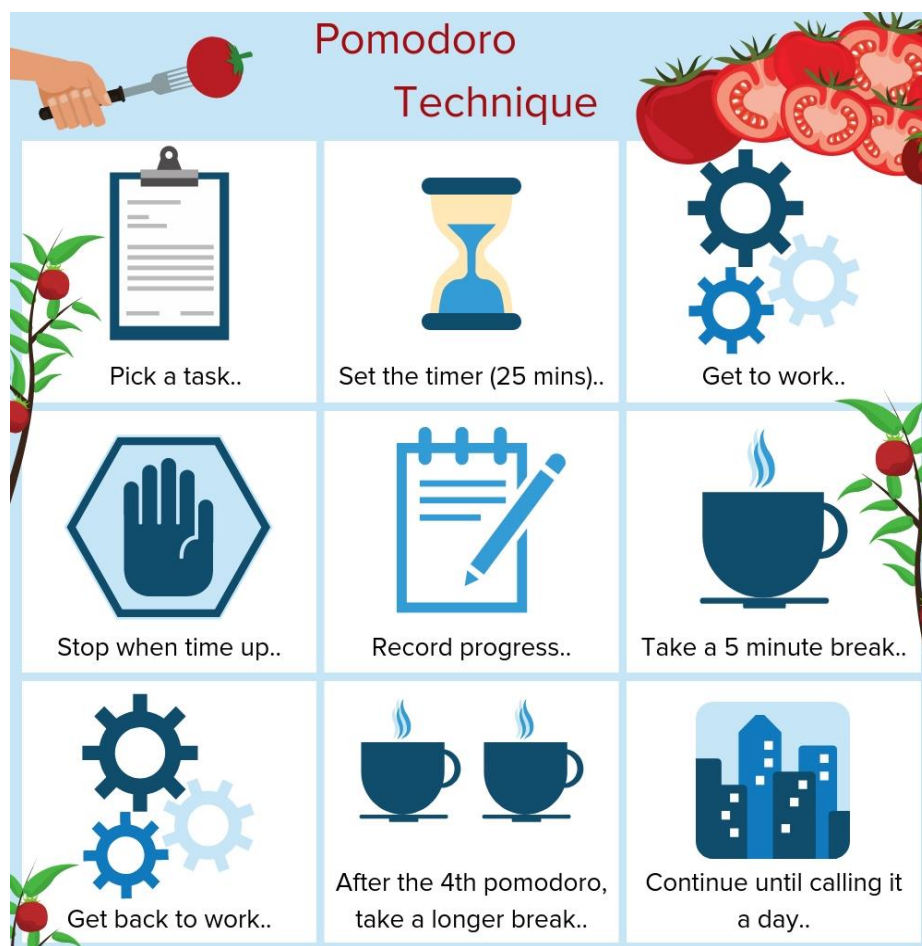 Pomodoro
Technique
Pick a task..
Set the timer (25 mins)..
Get to work..
Stop when time up..
Record progress..
Take a 5 minute break..
Get back to work..
After the 4th pomodoro,
take a longer break..
Continue until calling it
a day..